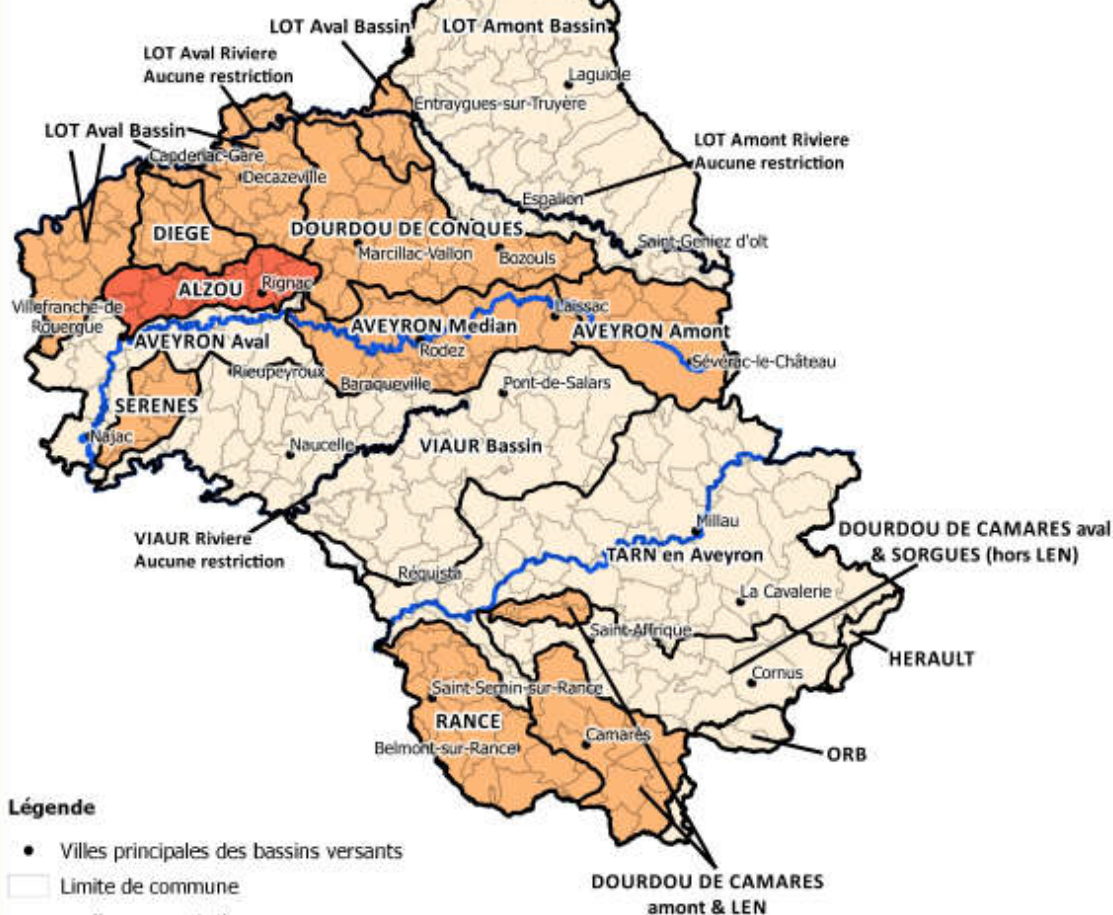 LOT Aval Bassin
LOT Amont Bassin
LOT Aval Riviere
Aucune restriction
Laguiole
Entraygues-sur-Truyère
LOT Aval Bassin
Capdenac-Gare
Decazeville
LOT Amont Riviere
Aucune restriction
Espalion
DIEGE
DOURDOU DE CONQUES
Marcillac-Vallon
Bozouls
Saint-Geniez d'olt
ALZOU
Rignac
Villefranche-de
Rouergue
AVEYRON Aval
AVEYRON Median
Laissac
AVEYRON Amont
Rodez
Sévérac-le-Château
Rieupeyroux
Baraqueville
Pont-de-Salars
SERENES
Najac
Naucelle
VIAUR Bassin
VIAUR Riviere
Aucune restriction
Millau
DOURDOU DE CAMARES aval
& SORGUES (hors LEN)
TARN en Aveyron
Réquista
La Cavalerie
Saint-Affrique
HERAULT
Cornus
Saint-Sernin-sur-Rance
RANCE
Camarès
Belmont-sur-Rance
ORB
Légende
Villes principales des bassins versants
Limite de commune
DOURDOU DE CAMARES
amont & LEN